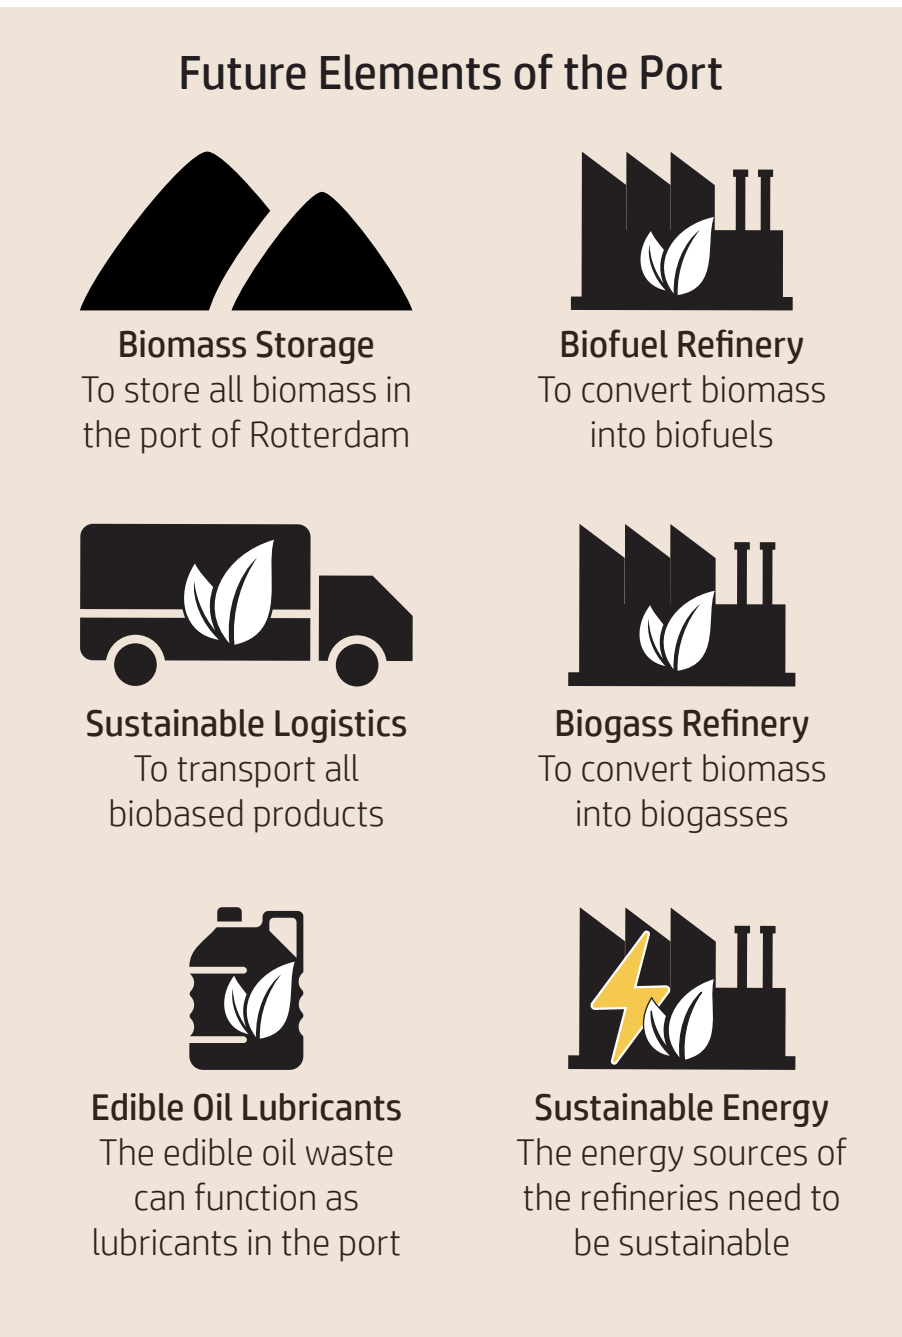 Future Elements of the Port
Biomass Storage
To store all biomass in
the port of Rotterdam
Biofuel Refinery
To convert biomass
into biofuels
Sustainable Logistics
To transport all
biobased products
Biogass Refinery
To convert biomass
into biogasses
Edible Oil Lubricants
The edible oil waste
can function as
lubricants in the port
Sustainable Energy
The energy sources of
the refineries need to
be sustainable